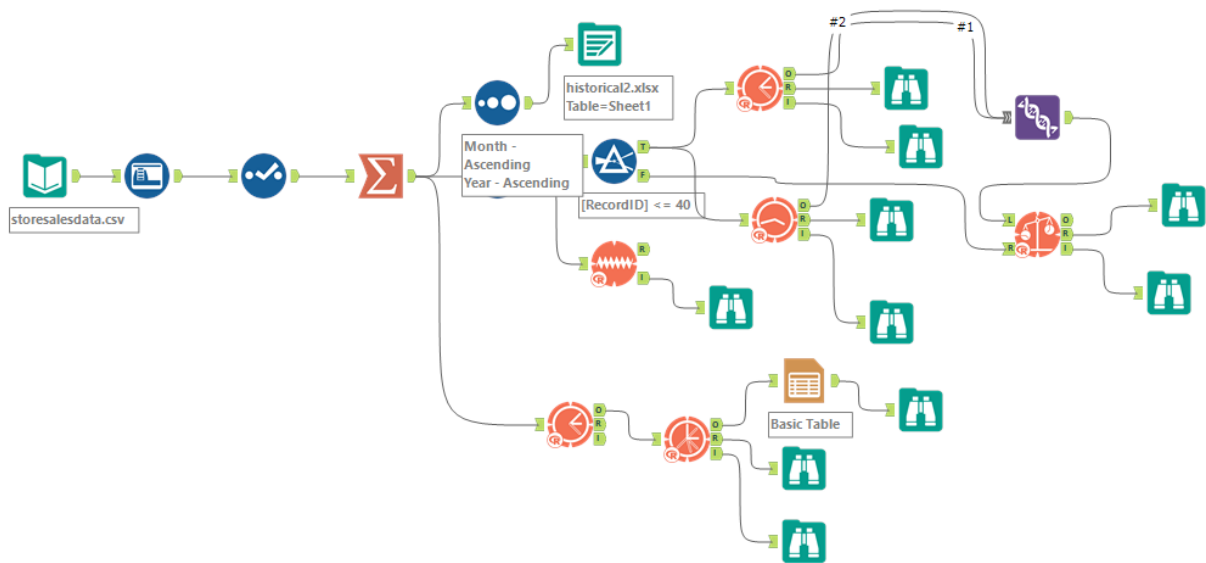 #2
#1
historical2.xlsx
Table=Sheet1
Month -
Ascending
Year - Ascending
T
F
[RecordID] <= 40
storesalesdata.csv
O
R
I
O
R
I
L
R
O
R
I
R
I
O
R
I
O
R
I
Basic Table